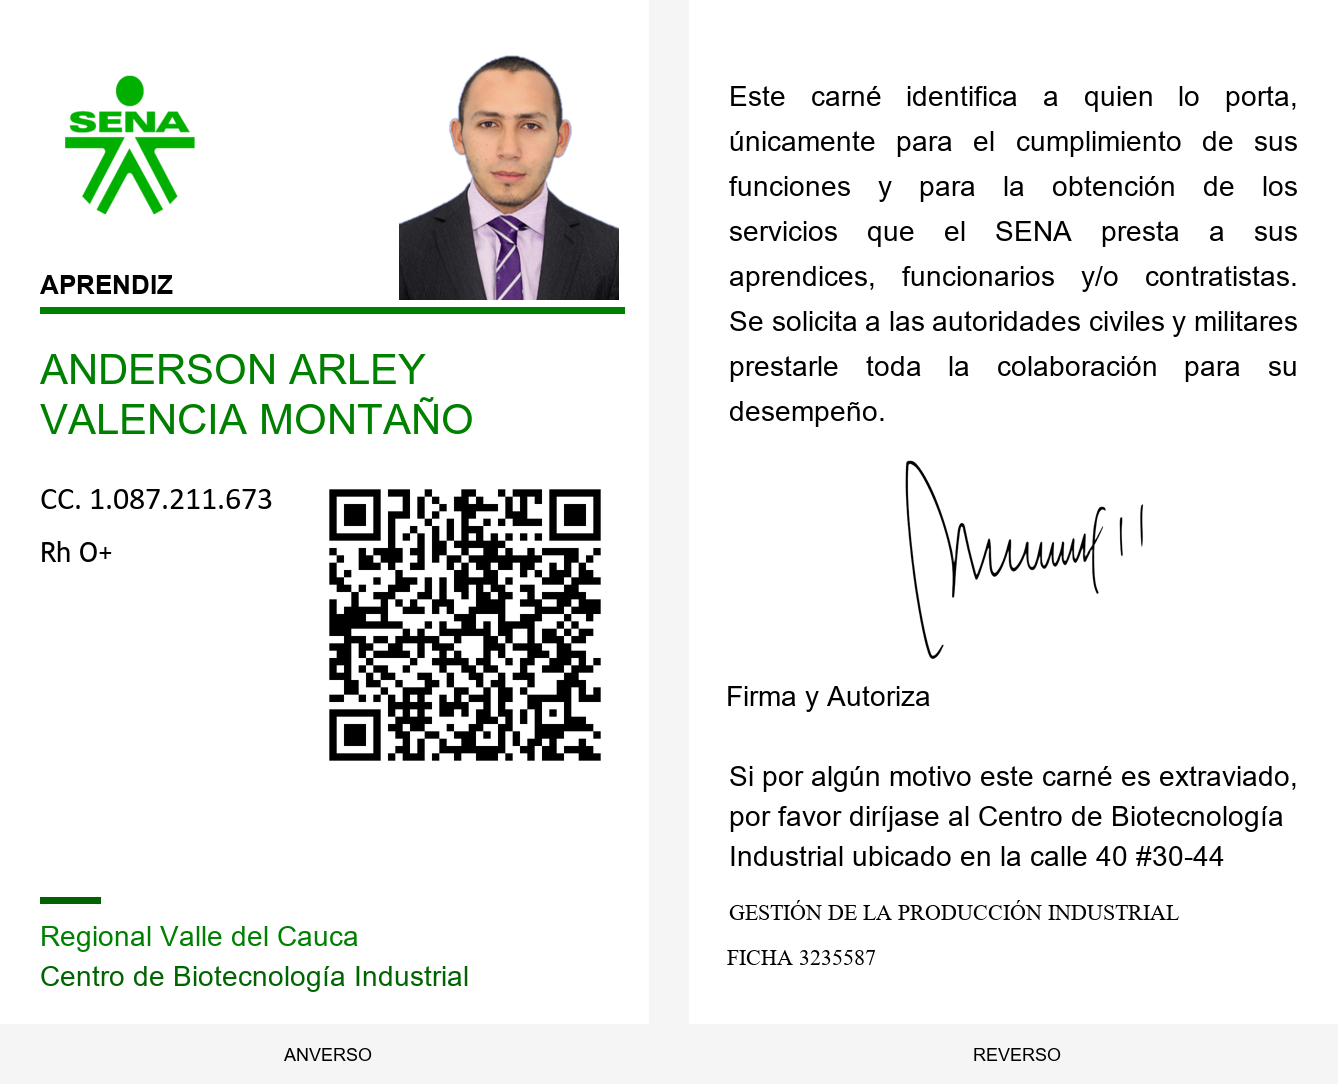 SENA
APRENDIZ
ANDERSON ARLEY
VALENCIA MONTAÑO
CC. 1.087.211.673
Rh O+
Regional Valle del Cauca
Centro de Biotecnología Industrial
ANVERSO
Este carné identifica a quien lo porta,
únicamente para el cumplimiento de sus
funciones y para la obtención de los
servicios que el SENA presta a sus
aprendices, funcionarios y/o contratistas.
Se solicita a las autoridades civiles y militares
prestarle toda la colaboración para su
desempeño.
Firma y Autoriza
Si por algún motivo este carné es extraviado,
por favor diríjase al Centro de Biotecnología
Industrial ubicado en la calle 40 #30-44
GESTIÓN DE LA PRODUCCIÓN INDUSTRIAL
FICHA 3235587
REVERSO